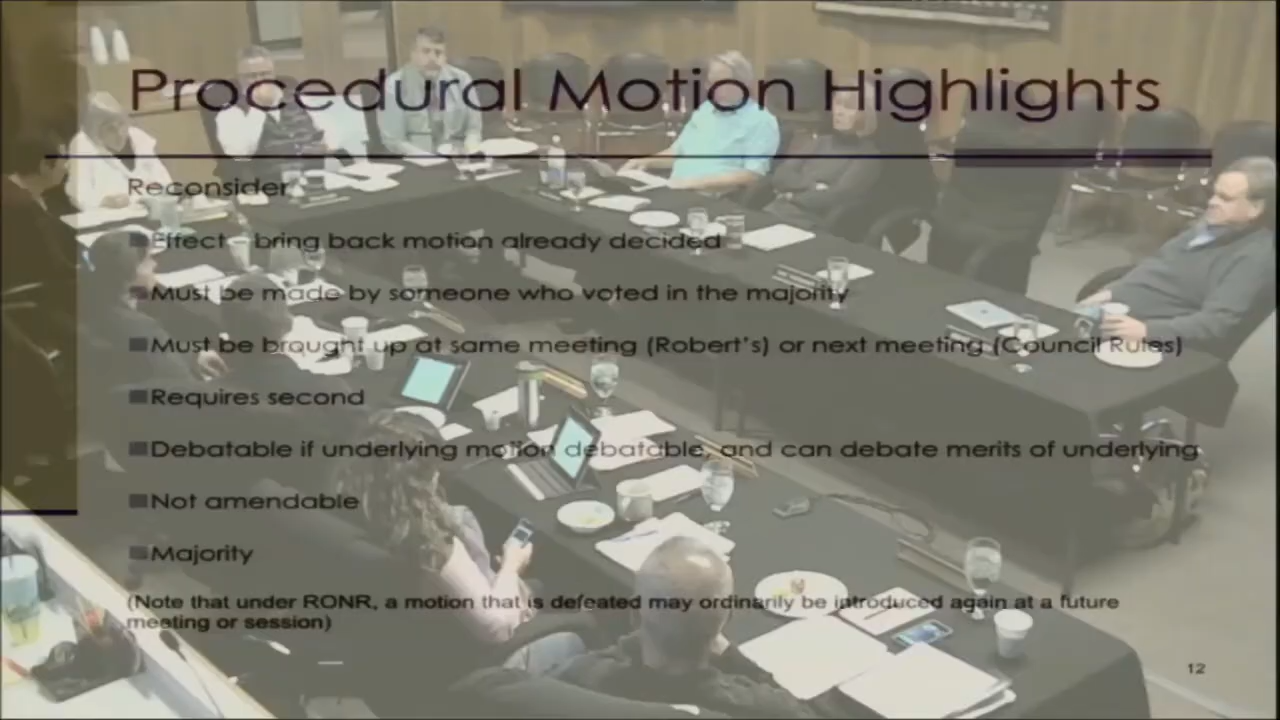 Procedural Motion Highlights
Reconsider
Effect – bring back motion already decided
Must be made by someone who voted in the majority
Must be brought up at same meeting (Robert's) or next meeting (Council Rules)
Requires second
Debatable if underlying motion debatable, and can debate merits of underlying
Not amendable
Majority
(Note that under RONR, a motion that is defeated may ordinarily be introduced again at a future
meeting or session)
12